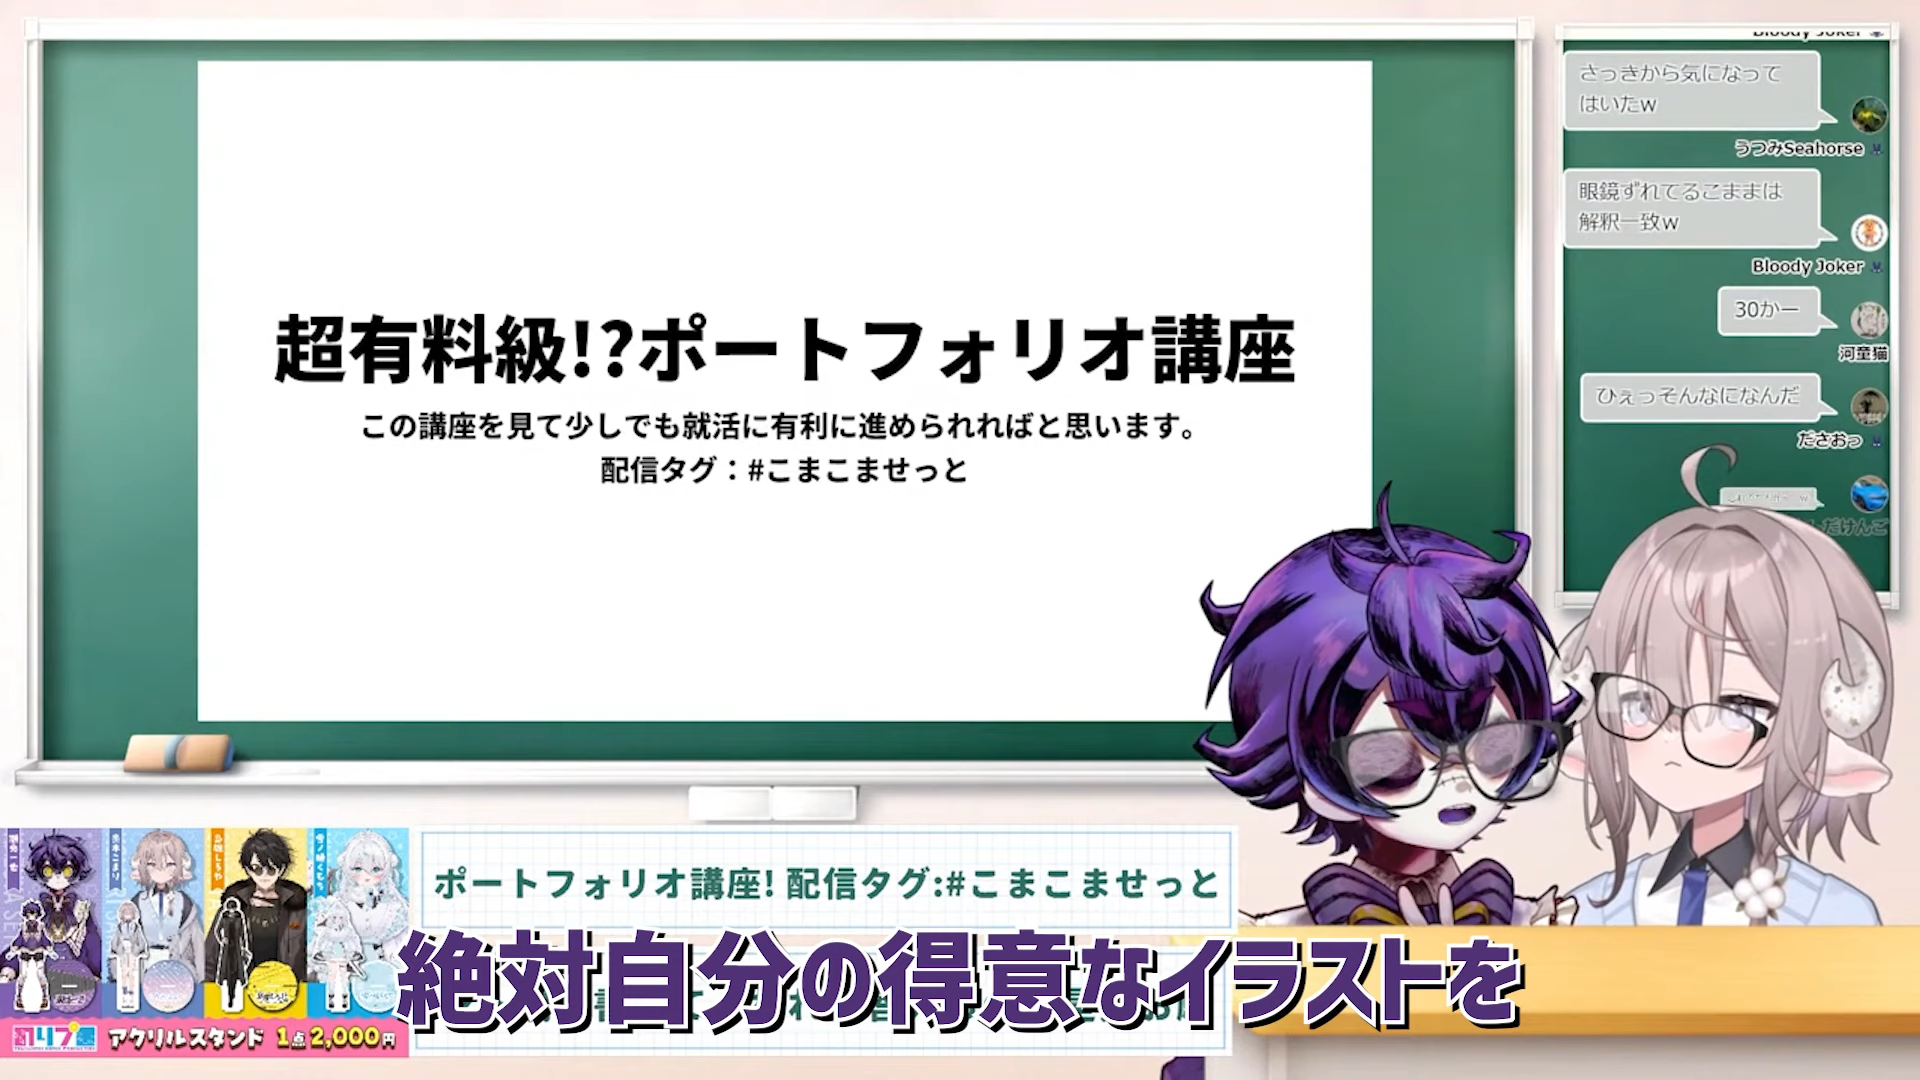 超有料級!?ポートフォリオ講座
この講座を見て少しでも就活に有利に進められればと思います。
配信タグ：#こまこませっと
Bloody Joker
さっきから気になって
はいたw
うつみSeahorse
眼鏡ずれてるこままは
解釈一致w
Bloody Joker
30かー
河童猫
ひぇっそんなになんだ
ださおっ
だけんご
ポートフォリオ講座! 配信タグ:#こまこませっと
絶対自分の得意なイラストを
アクリルスタンド 1点2,000円